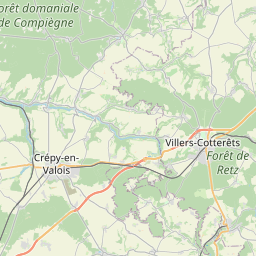 Forêt domaniale
de Compiègne
Villers-Cotterêts
Forêt de
Retz
Crépy-en-
Valois